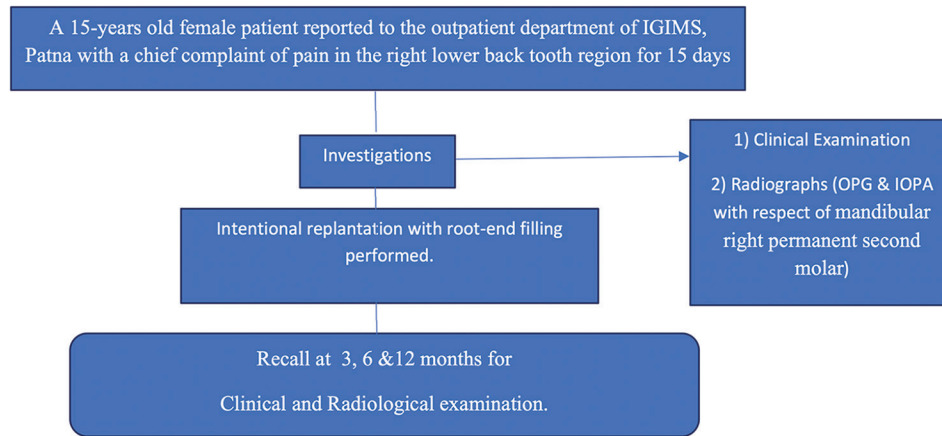 A 15-years old female patient reported to the outpatient department of IGIMS,
Patna with a chief complaint of pain in the right lower back tooth region for 15 days
Investigations
1) Clinical Examination
2) Radiographs (OPG & IOPA
with respect of mandibular
right permanent second
molar)
Intentional replantation with root-end filling
performed.
Recall at 3, 6 &12 months for
Clinical and Radiological examination.